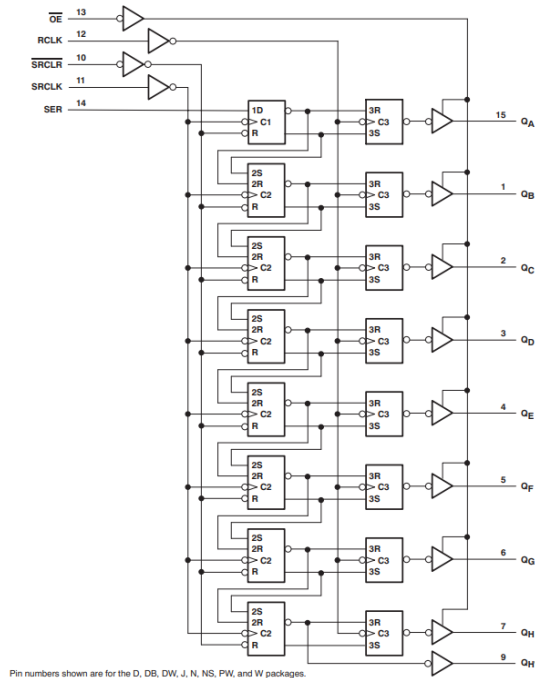 OE 13
RCLK 12
SRCLR 10
SRCLK 11
SER 14
1D
C1
R
3R
C3
3S
15 QA
2S
2R
C2
R
3R
C3
3S
1 QB
2S
2R
C2
R
3R
C3
3S
2 QC
2S
2R
C2
R
3R
C3
3S
3 QD
2S
2R
C2
R
3R
C3
3S
4 QE
2S
2R
C2
R
3R
C3
3S
5 QF
2S
2R
C2
R
3R
C3
3S
6 QG
2S
2R
C2
R
3R
C3
3S
7 QH
9 QH
Pin numbers shown are for the D, DB, DW, J, N, NS, PW, and W packages.